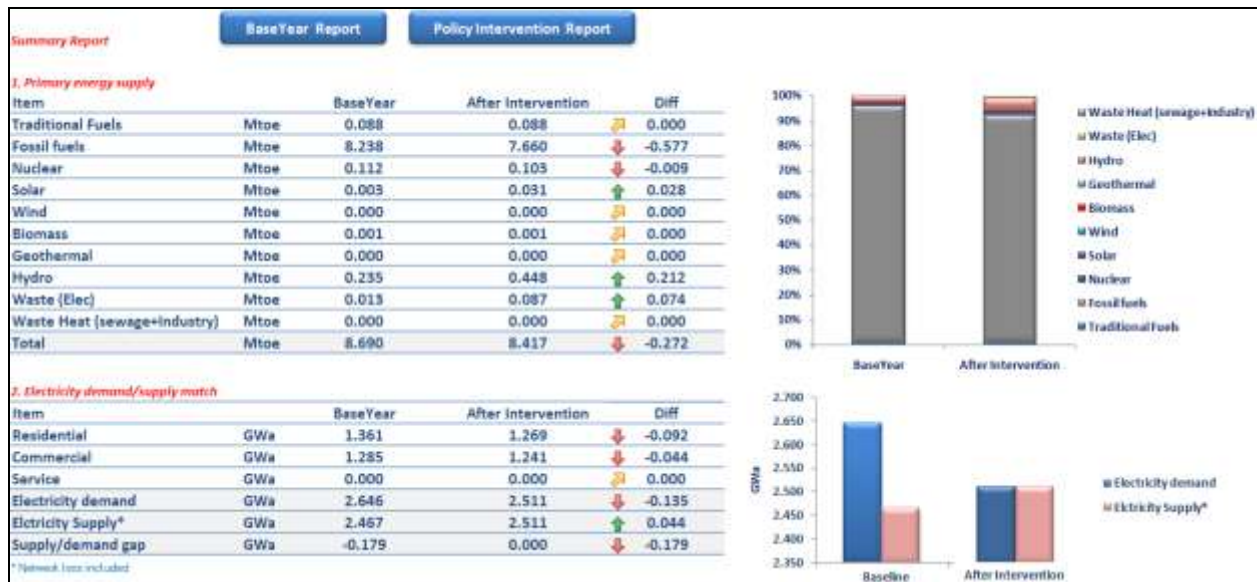 BaseYear Report
Policy Intervention Report
Summary Report
1. Primary energy supply
Item BaseYear After Intervention Diff
Traditional Fuels Mtoe 0.088 0.088 0.000
Fossil fuels Mtoe 8.238 7.660 -0.577
Nuclear Mtoe 0.112 0.103 -0.009
Solar Mtoe 0.003 0.031 0.028
Wind Mtoe 0.000 0.000 0.000
Biomass Mtoe 0.001 0.001 0.000
Geothermal Mtoe 0.000 0.000 0.000
Hydro Mtoe 0.235 0.448 0.212
Waste (Elec) Mtoe 0.013 0.087 0.074
Waste Heat (sewage+Industry) Mtoe 0.000 0.000 0.000
Total Mtoe 8.690 8.417 -0.272
100%
90%
80%
70%
60%
50%
40%
30%
20%
10%
0%
BaseYear After Intervention
Waste Heat (sewage+Industry)
Waste (Elec)
Hydro
Geothermal
Biomass
Wind
Solar
Nuclear
Fossil fuels
Traditional Fuels
2. Electricity demand/supply match
Item BaseYear After Intervention Diff
Residential GWa 1.361 1.269 -0.092
Commercial GWa 1.285 1.241 -0.044
Service GWa 0.000 0.000 0.000
Electricity demand GWa 2.646 2.511 -0.135
Elctricity Supply* GWa 2.467 2.511 0.044
Supply/demand gap GWa -0.179 0.000 -0.179
* Network loss included
2.700
2.650
2.600
2.550
2.500
2.450
2.400
2.350
GWa
Baseline After Intervention
Electricity demand
Elctricity Supply*